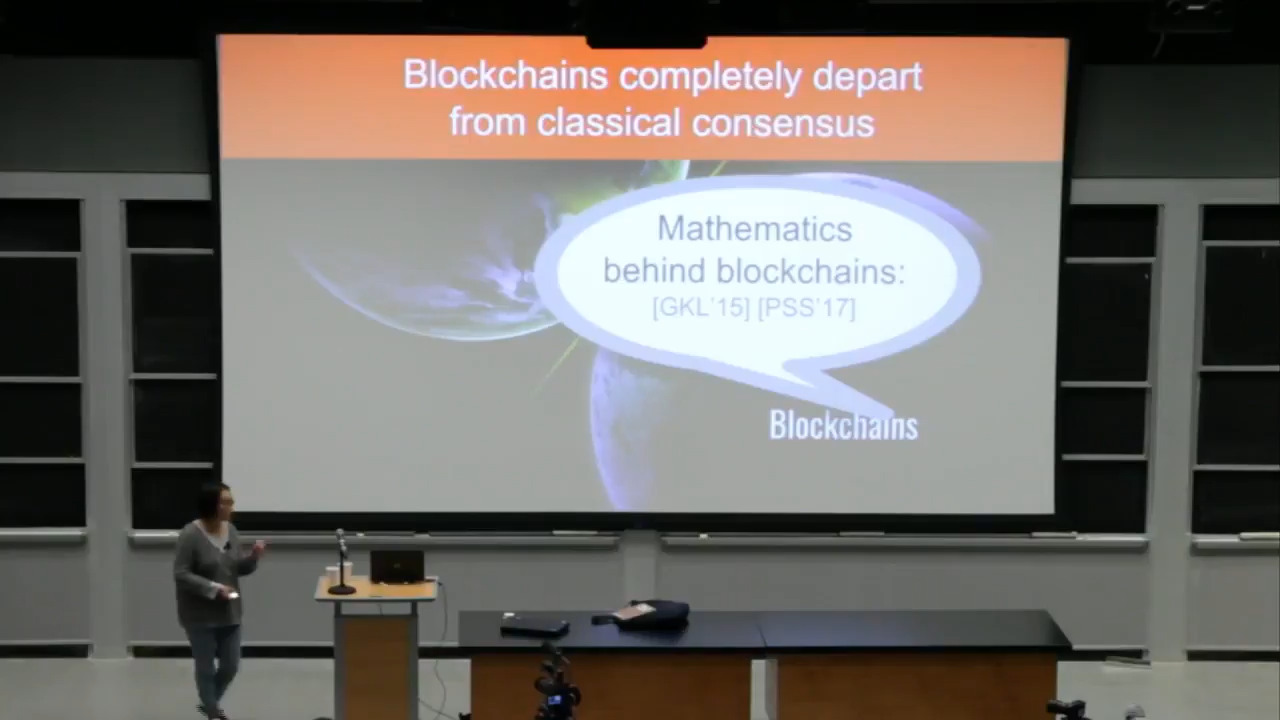 Blockchains completely depart
from classical consensus
Mathematics
behind blockchains:
[GKL'15] [PSS'17]
Blockchains